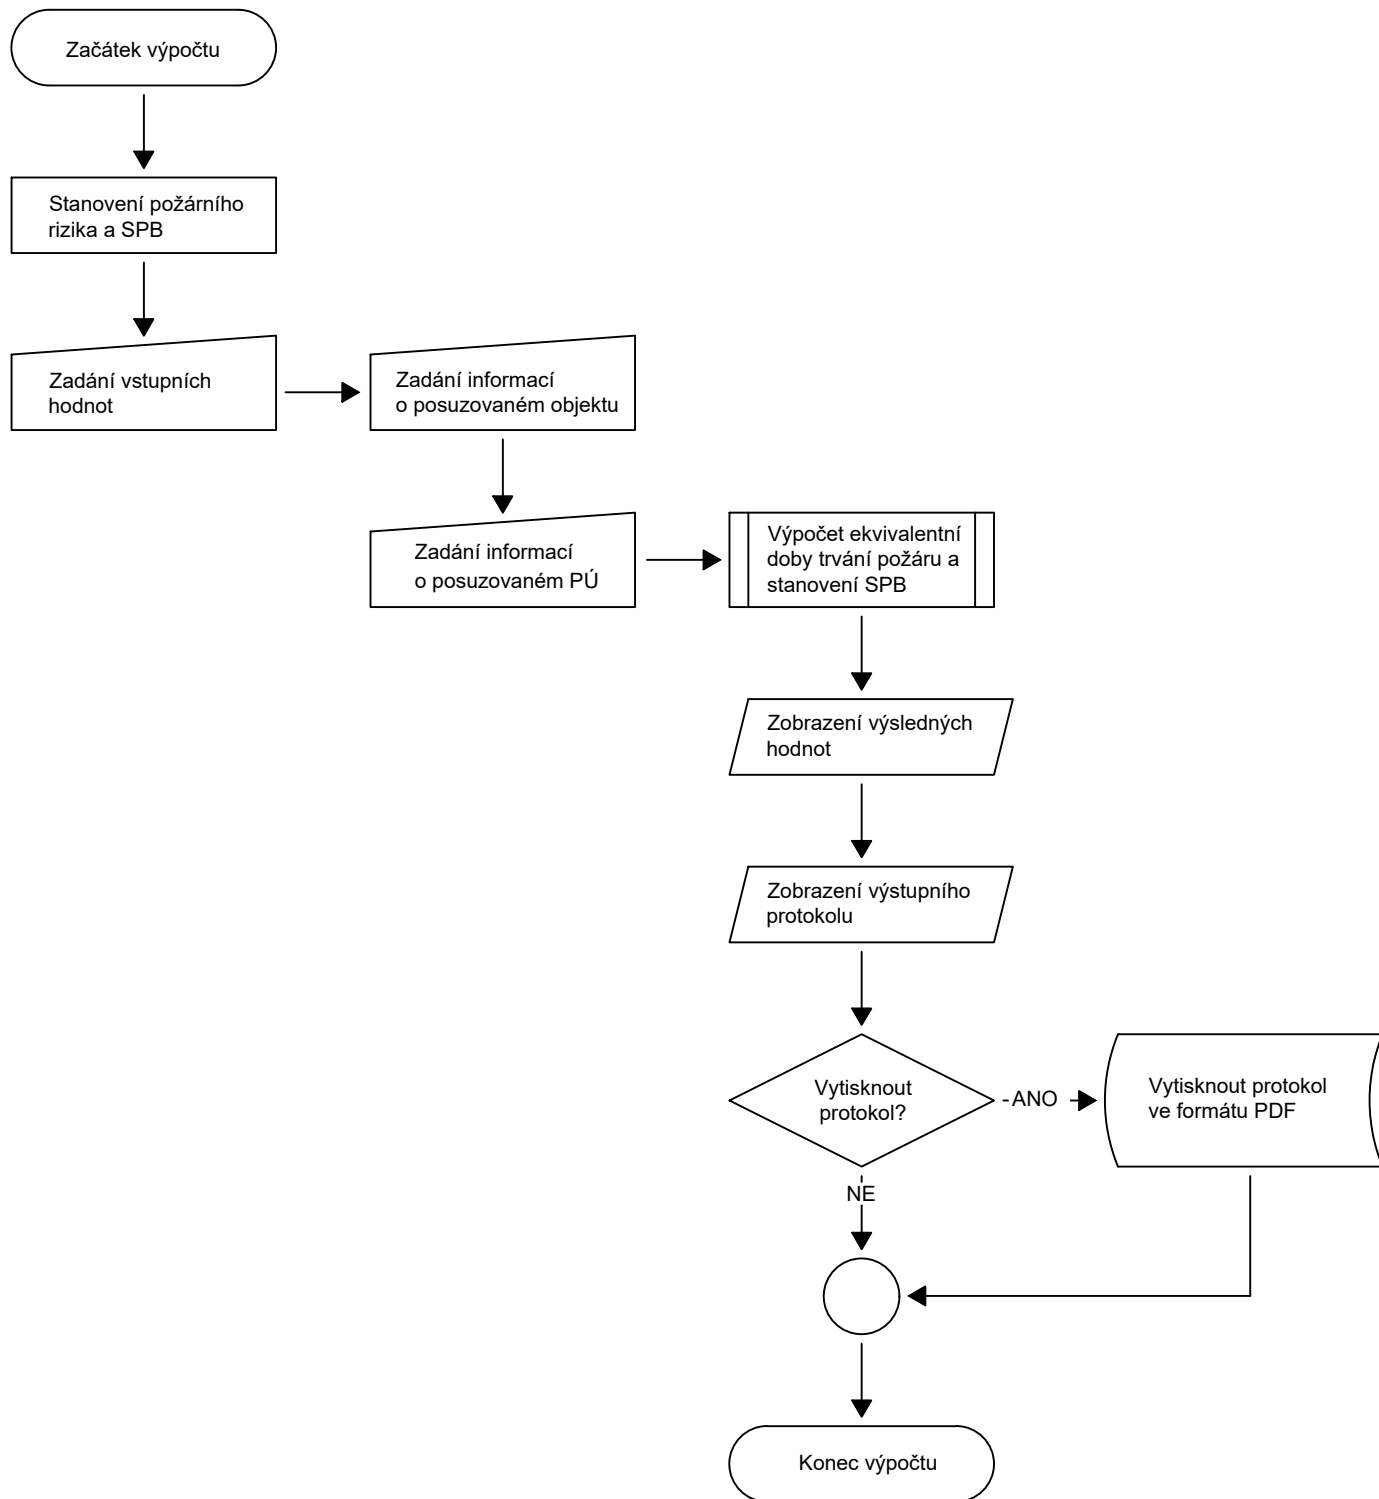 Začátek výpočtu
Stanovení požárního
rizika a SPB
Zadání vstupních
hodnot
Zadání informací
o posuzovaném objektu
Zadání informací
o posuzovaném PÚ
Výpočet ekvivalentní
doby trvání požáru a
stanovení SPB
Zobrazení výsledných
hodnot
Zobrazení výstupního
protokolu
Vytisknout
protokol?
ANO
Vytisknout protokol
ve formátu PDF
NE
Konec výpočtu